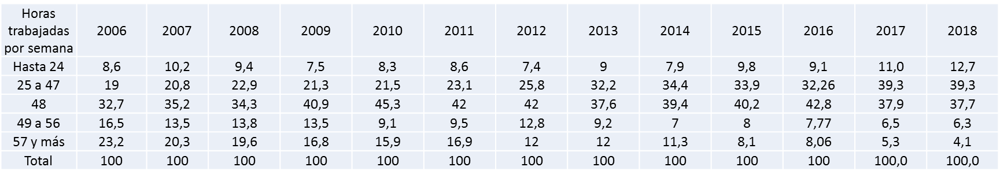 Horas
trabajadas
por semana 2006 2007 2008 2009 2010 2011 2012 2013 2014 2015 2016 2017 2018
Hasta 24 8,6 10,2 9,4 7,5 8,3 8,6 7,4 9 7,9 9,8 9,1 11,0 12,7
25 a 47 19 20,8 22,9 21,3 21,5 23,1 25,8 32,2 34,4 33,9 32,26 39,3 39,3
48 32,7 35,2 34,3 40,9 45,3 42 42 37,6 39,4 40,2 42,8 37,9 37,7
49 a 56 16,5 13,5 13,8 13,5 9,1 9,5 12,8 9,2 7 8 7,77 6,5 6,3
57 y más 23,2 20,3 19,6 16,8 15,9 16,9 12 12 11,3 8,1 8,06 5,3 4,1
Total 100 100 100 100 100 100 100 100 100 100 100 100,0 100,0